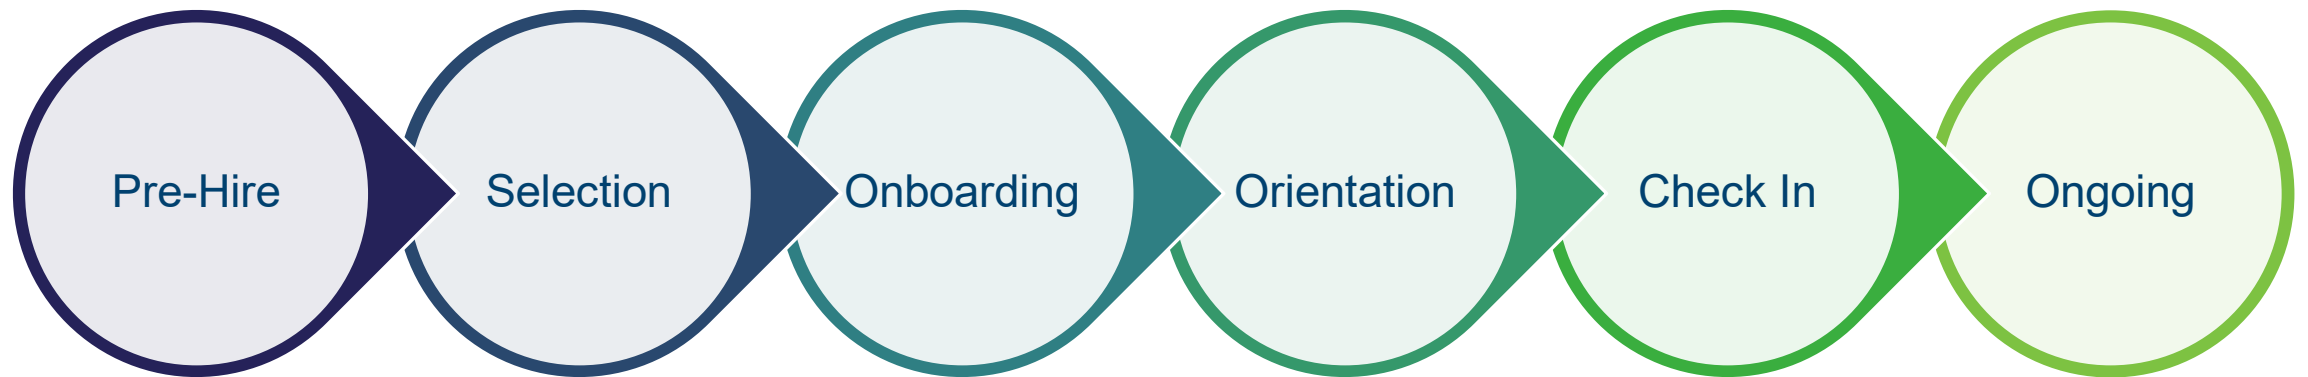 Pre-Hire
Selection
Onboarding
Orientation
Check In
Ongoing